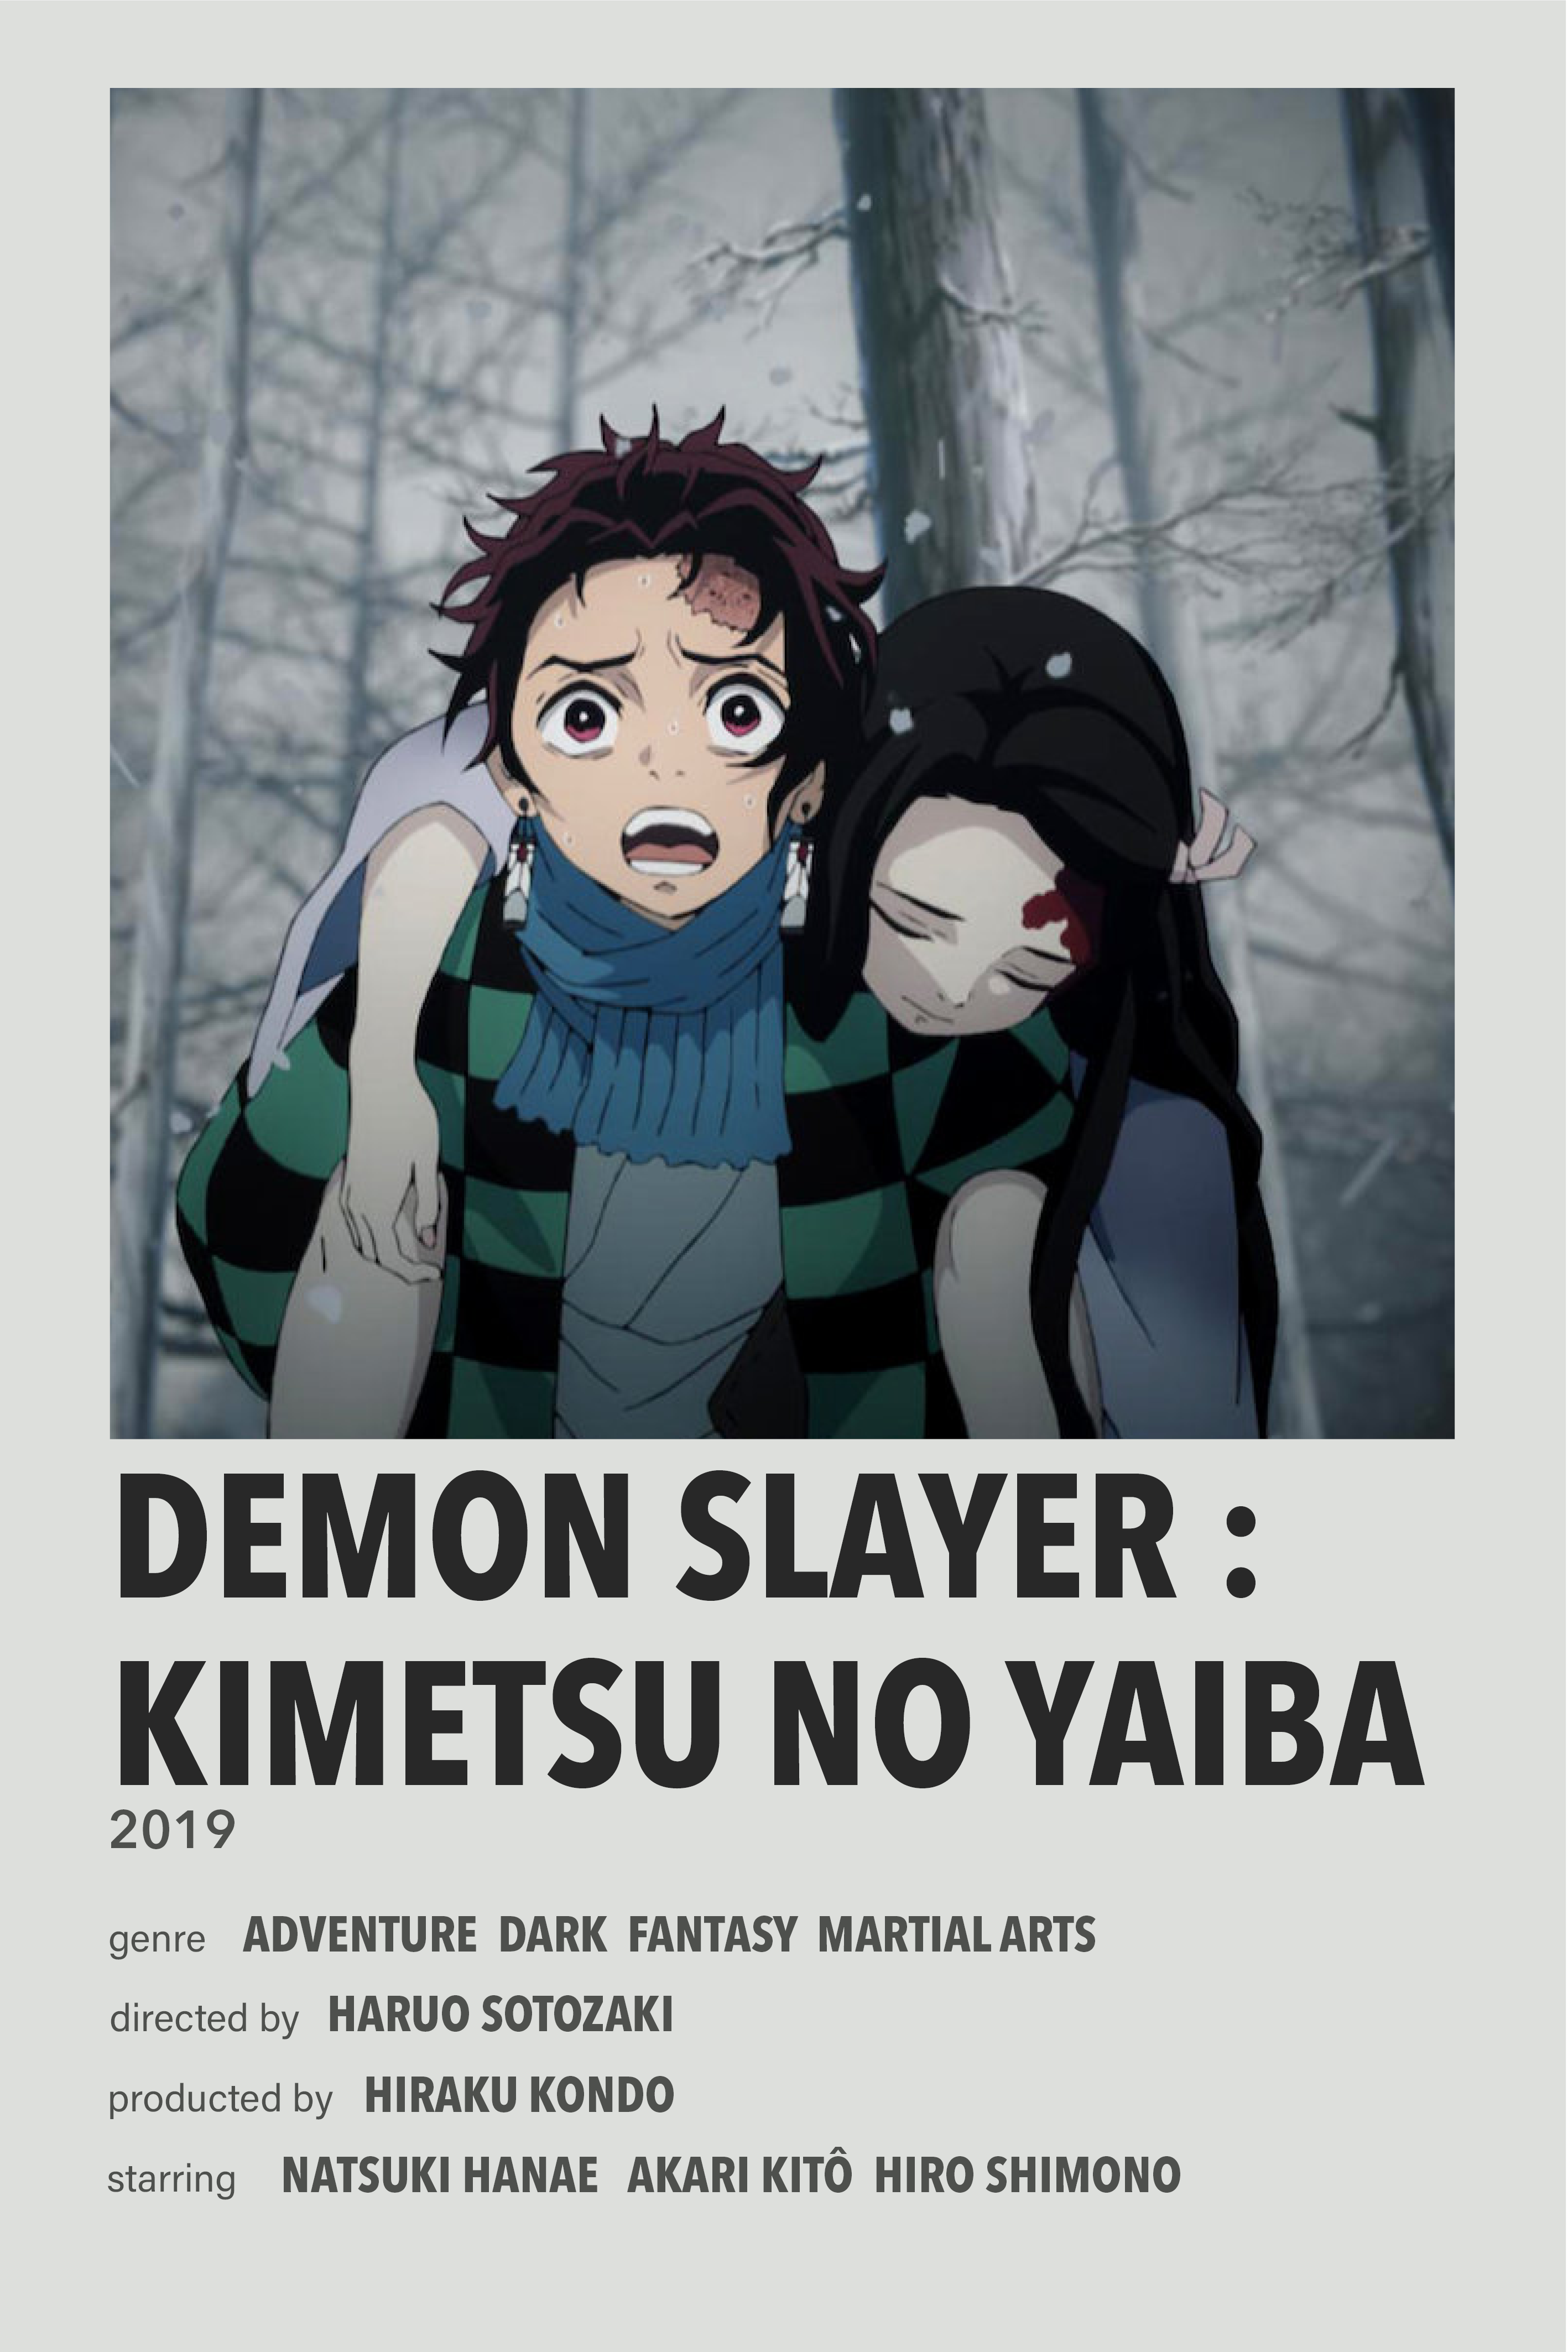 DEMON SLAYER :
KIMETSU NO YAIBA
2019
genre ADVENTURE DARK FANTASY MARTIAL ARTS
directed by HARUO SOTOZAKI
producted by HIRAKU KONDO
starring NATSUKI HANAE AKARI KITÔ HIRO SHIMONO